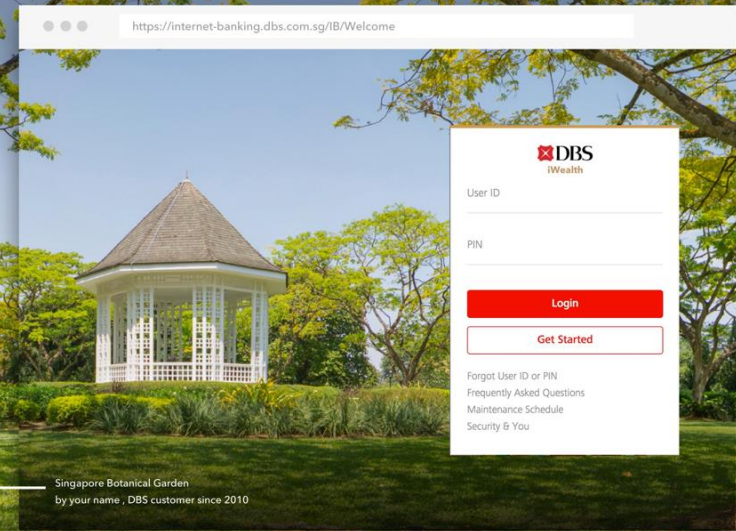 https://internet-banking.dbs.com.sg/IB/Welcome
DBS
iWealth
User ID
PIN
Login
Get Started
Forgot User ID or PIN
Frequently Asked Questions
Maintenance Schedule
Security & You
Singapore Botanical Garden
by your name , DBS customer since 2010